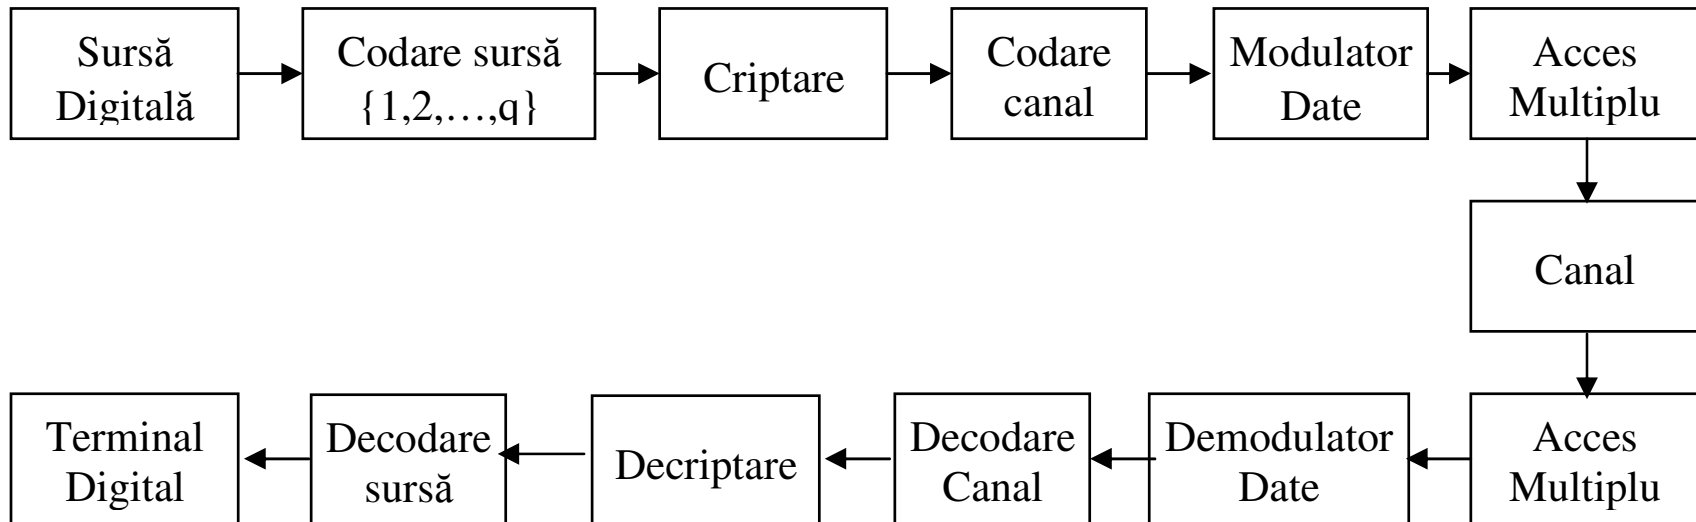 Sursă
Digitală
Codare sursă
{1,2,…,q}
Criptare
Codare
canal
Modulator
Date
Acces
Multiplu
Canal
Terminal
Digital
Decodare
sursă
Decriptare
Decodare
Canal
Demodulator
Date
Acces
Multiplu